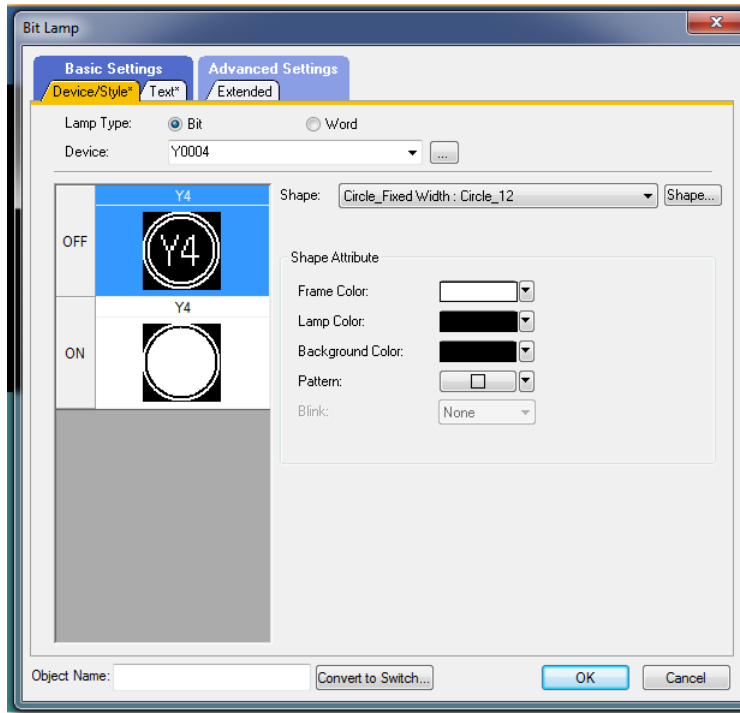 Bit Lamp
Basic Settings
Advanced Settings
Device/Style*
Text*
Extended
Lamp Type:
Bit
Word
Device:
Y0004
...
Y4
OFF
Y4
Y4
ON
Shape:
Circle_Fixed Width : Circle_12
Shape...
Shape Attribute
Frame Color:
Lamp Color:
Background Color:
Pattern:
Blink:
None
Object Name:
Convert to Switch...
OK
Cancel